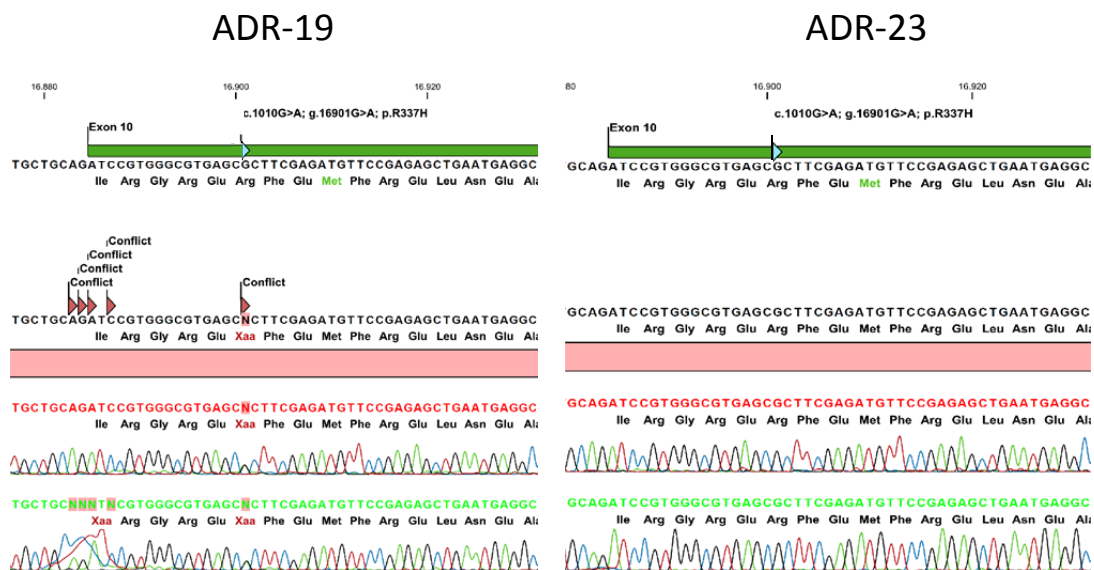 ADR-19
16.880 16.900 16.920
c.1010G>A; g.16901G>A; p.R337H
Exon 10
TGCTGCAGATCCGTGGGCGTGAGCGCTTCGAGATGTTCCGAGAGCTGAATGAGGC
Ile Arg Gly Arg Glu Arg Phe Glu Met Phe Arg Glu Leu Asn Glu Ala
Conflict
Conflict
Conflict
Conflict Conflict
TGCTGCAGATCCGTGGGCGTGAGCNCTTCGAGATGTTCCGAGAGCTGAATGAGGC
Ile Arg Gly Arg Glu Xaa Phe Glu Met Phe Arg Glu Leu Asn Glu Ala
TGCTGCAGATCCGTGGGCGTGAGCNCTTCGAGATGTTCCGAGAGCTGAATGAGGC
Ile Arg Gly Arg Glu Xaa Phe Glu Met Phe Arg Glu Leu Asn Glu Ala
TGCTGCNNNTNCGTGGGCGTGAGCNCTTCGAGATGTTCCGAGAGCTGAATGAGGC
Xaa Arg Gly Arg Glu Xaa Phe Glu Met Phe Arg Glu Leu Asn Glu Ala
ADR-23
80 16.900 16.920
c.1010G>A; g.16901G>A; p.R337H
Exon 10
GCAGATCCGTGGGCGTGAGCGCTTCGAGATGTTCCGAGAGCTGAATGAGGC
Ile Arg Gly Arg Glu Arg Phe Glu Met Phe Arg Glu Leu Asn Glu Ala
GCAGATCCGTGGGCGTGAGCGCTTCGAGATGTTCCGAGAGCTGAATGAGGC
Ile Arg Gly Arg Glu Arg Phe Glu Met Phe Arg Glu Leu Asn Glu Ala
GCAGATCCGTGGGCGTGAGCGCTTCGAGATGTTCCGAGAGCTGAATGAGGC
Ile Arg Gly Arg Glu Arg Phe Glu Met Phe Arg Glu Leu Asn Glu Ala
GCAGATCCGTGGGCGTGAGCGCTTCGAGATGTTCCGAGAGCTGAATGAGGC
Ile Arg Gly Arg Glu Arg Phe Glu Met Phe Arg Glu Leu Asn Glu Ala